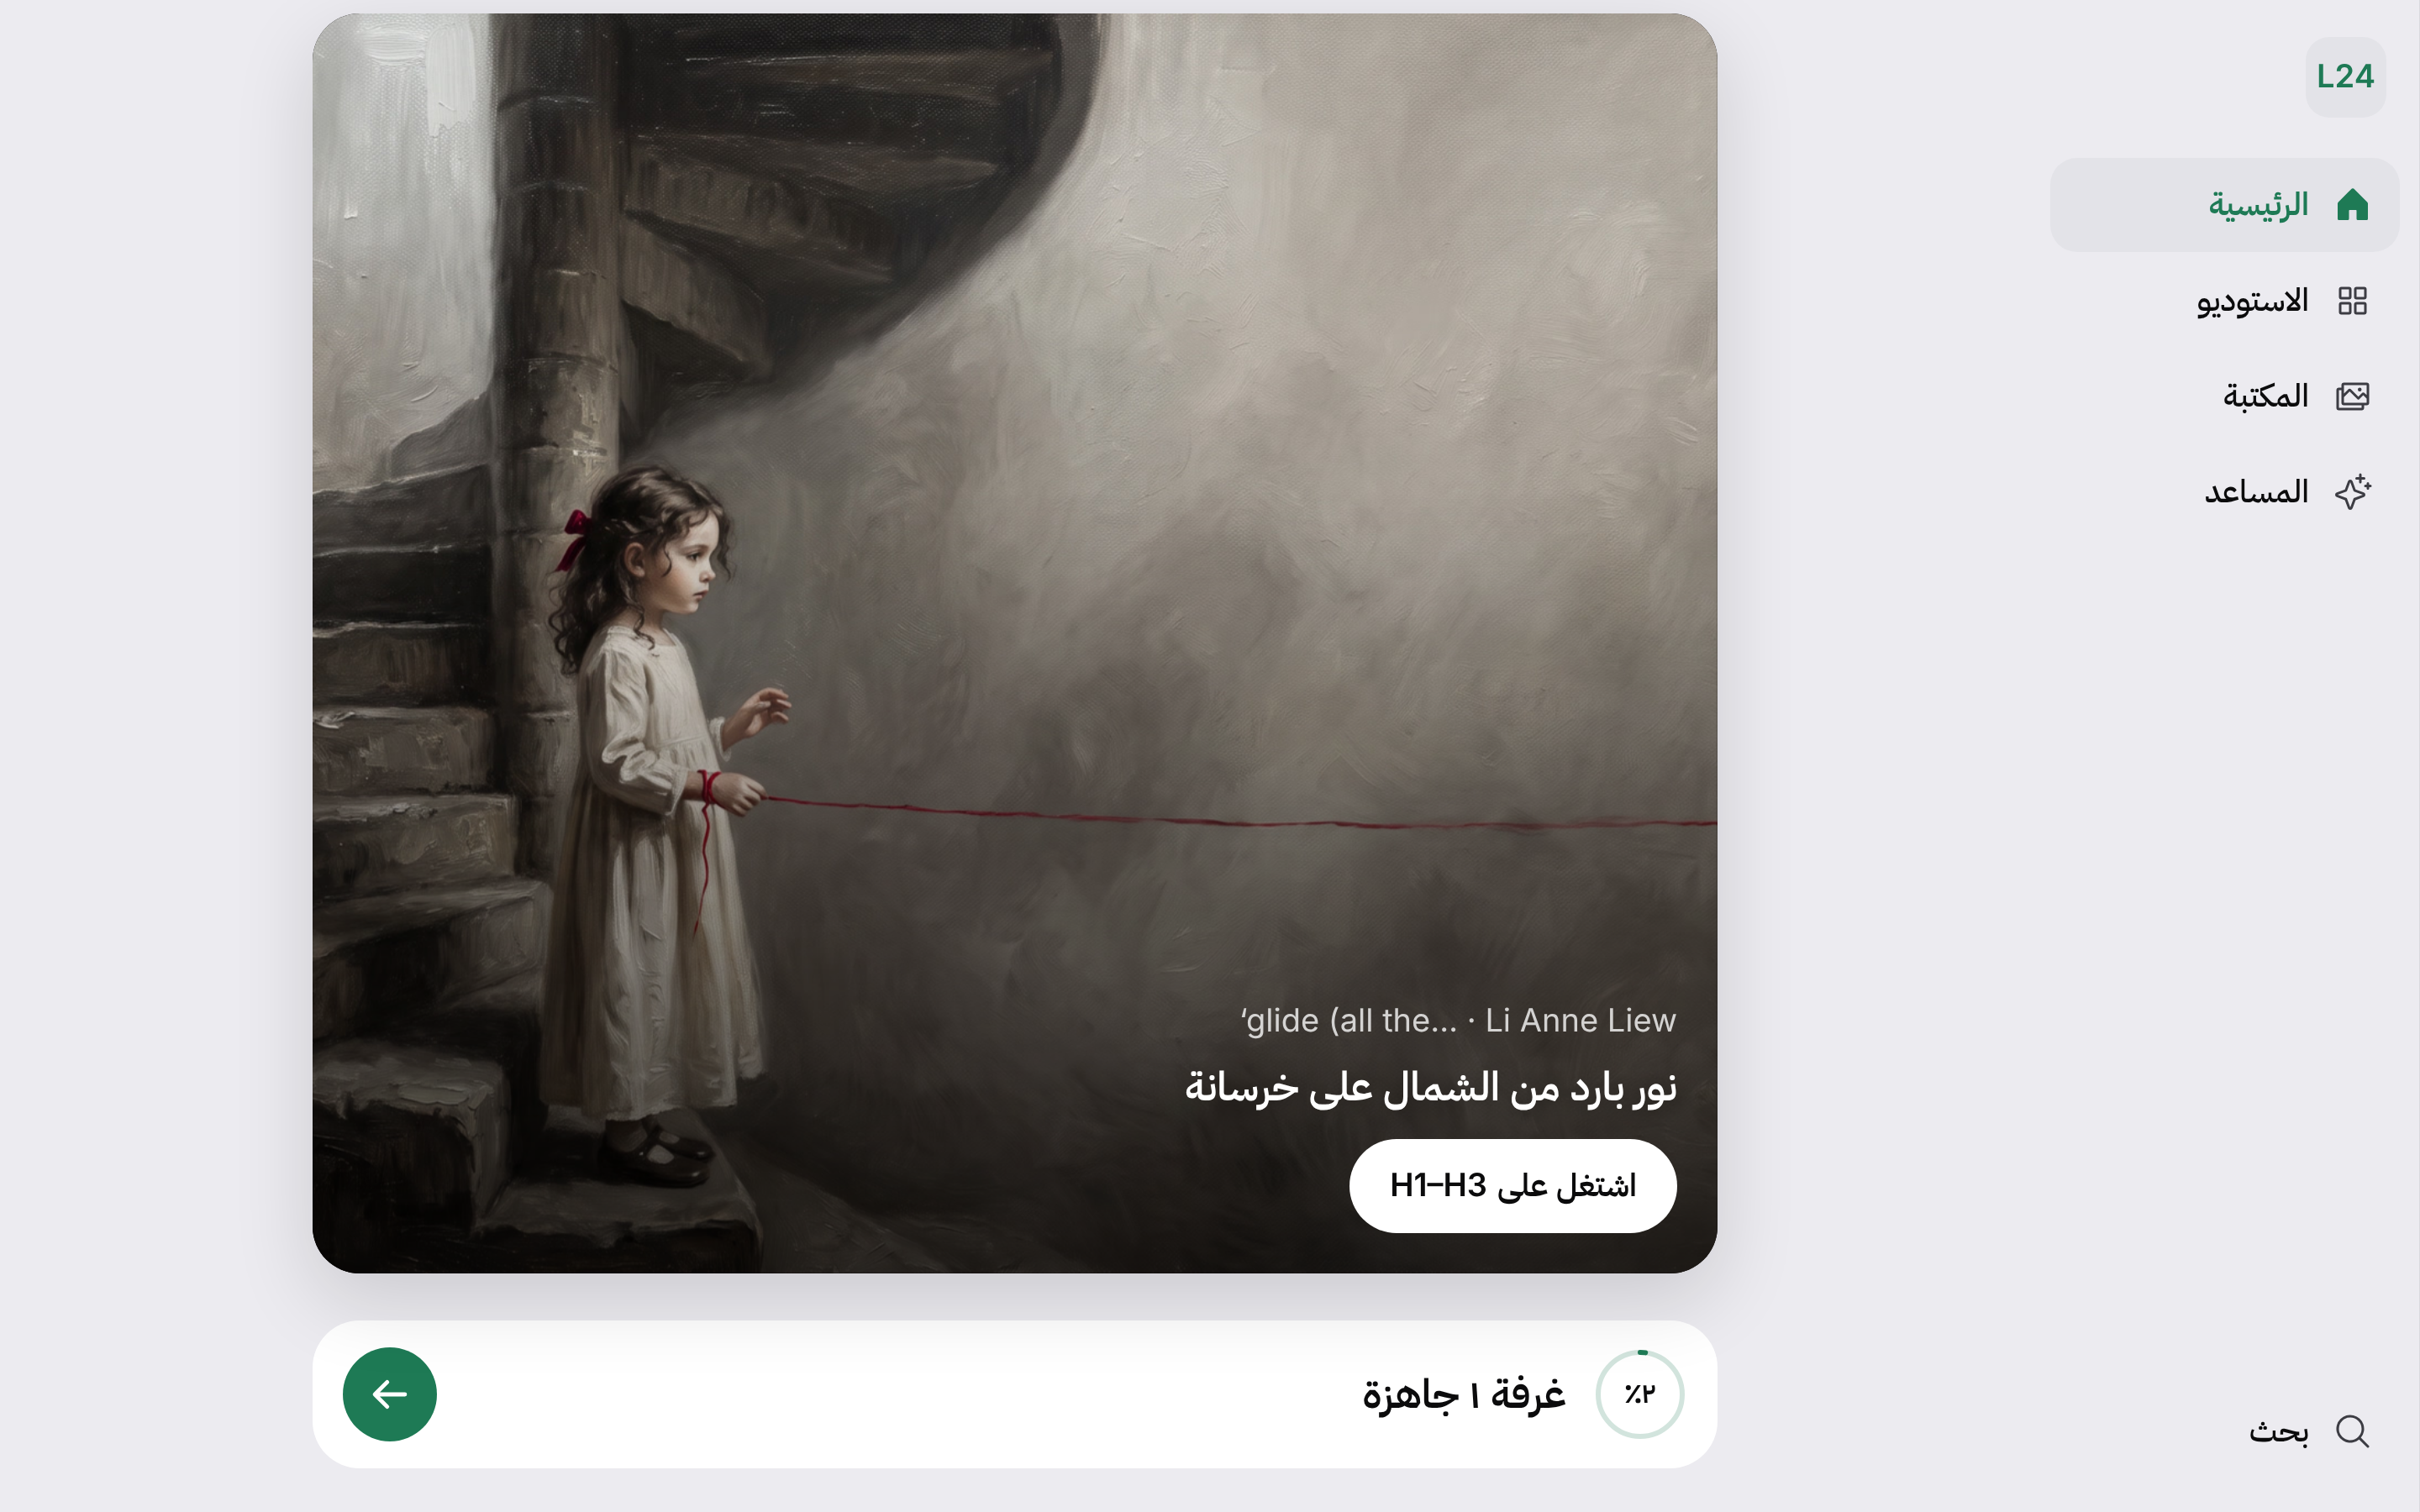 L24
الرئيسية
الاستوديو
المكتبة
المساعد
بحث
‘glide (all the… · Li Anne Liew
نور بارد من الشمال على خرسانة
اشتغل على H1–H3
٪٢
غرفة ١ جاهزة